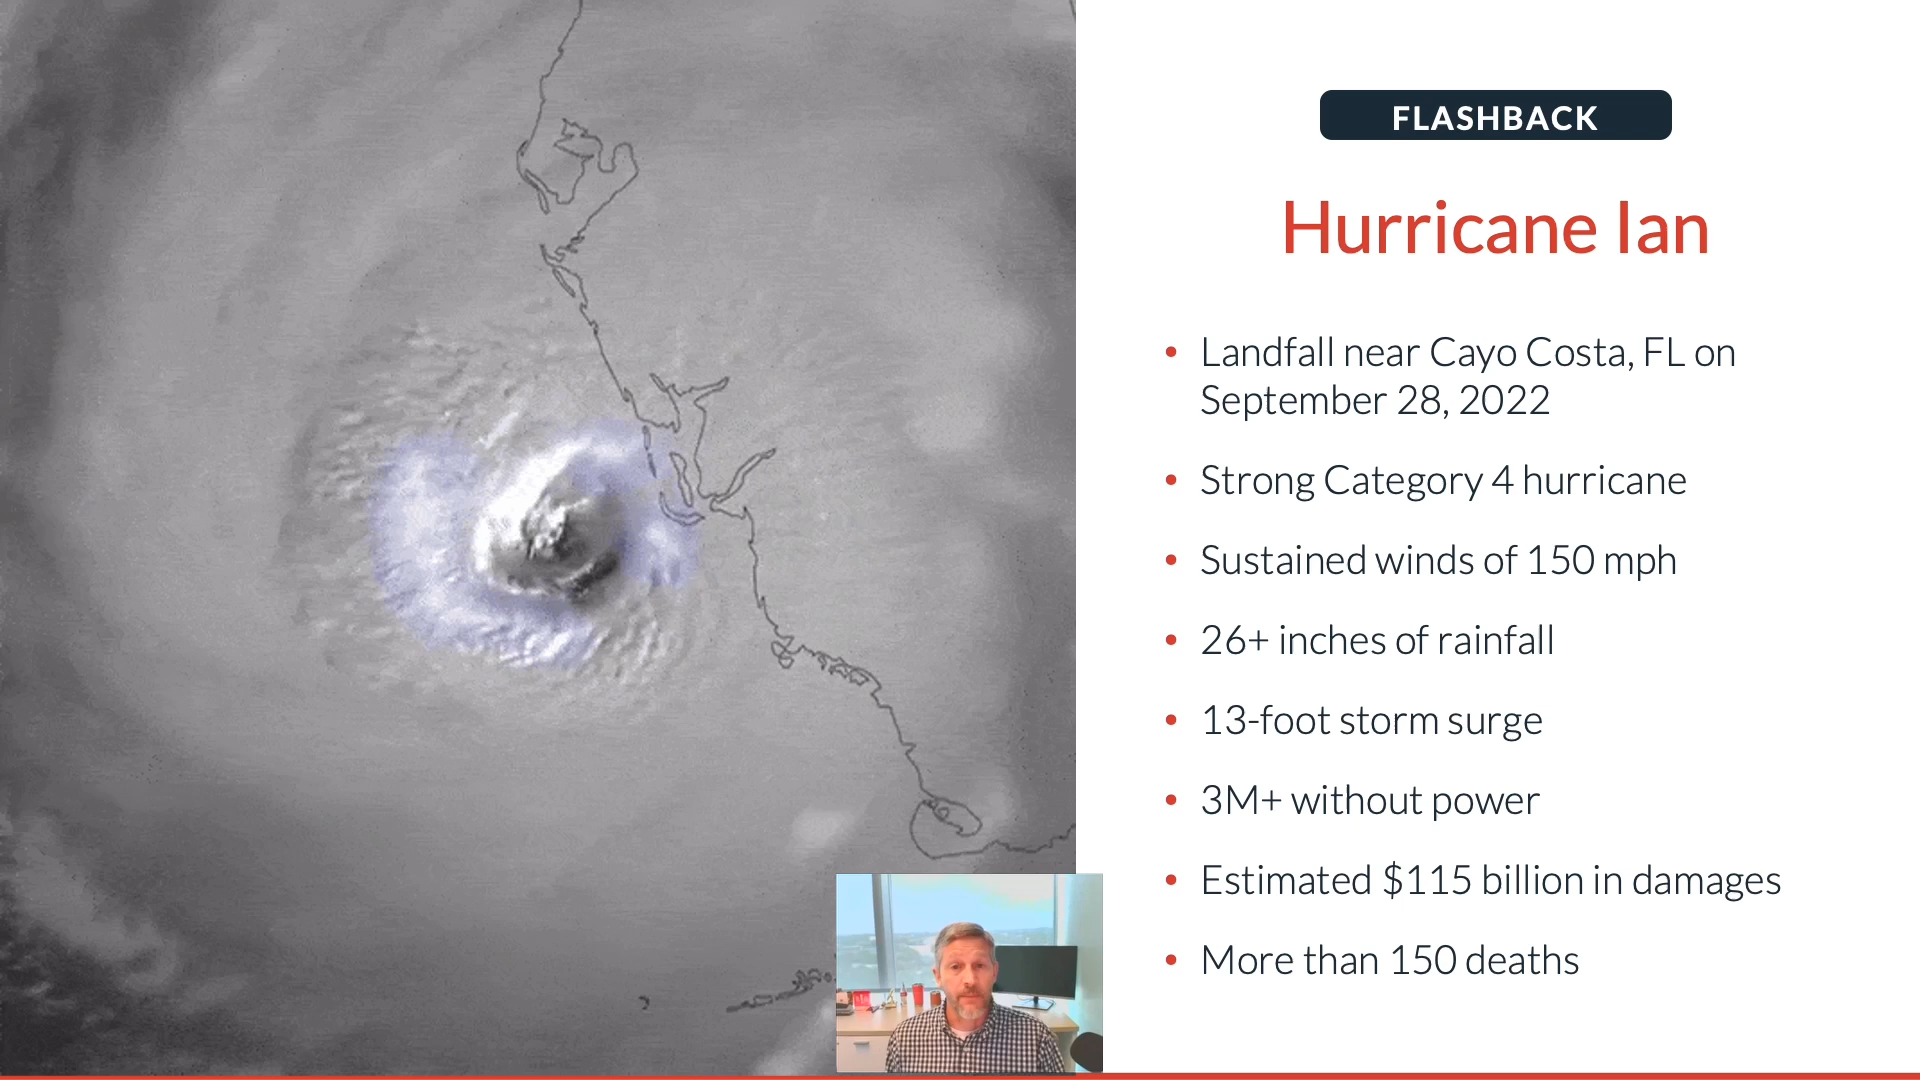 FLASHBACK
Hurricane Ian
• Landfall near Cayo Costa, FL on
September 28, 2022
• Strong Category 4 hurricane
• Sustained winds of 150 mph
• 26+ inches of rainfall
• 13-foot storm surge
• 3M+ without power
• Estimated $115 billion in damages
• More than 150 deaths